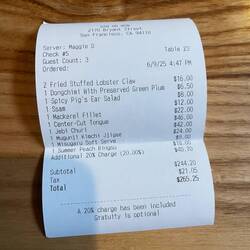 2170 Bryant Street
San Francisco, CA 94110
Server: Maggie D
Check #5
Table 23
Guest Count: 3
Ordered:
6/9/25 4:47 PM
2 Fried Stuffed Lobster Claw $16.00
1 Dongchimi With Preserved Green Plum $6.50
1 Spicy Pig's Ear Salad $8.00
1 Ssam $22.00
1 Mackerel Fillet $12.00
1 Center-Cut Tongue $46.00
1 Jebi Churi $42.00
1 Mugunji Kimchi Jjigae $24.00
1 Misugaru Soft Serve
1 Summer Peach Bingsu
Additional 20% Charge (20.00%) $40.70
Subtotal $244.20
Tax $21.05
Total $265.25
A 20% charge has been included
Gratuity is optional